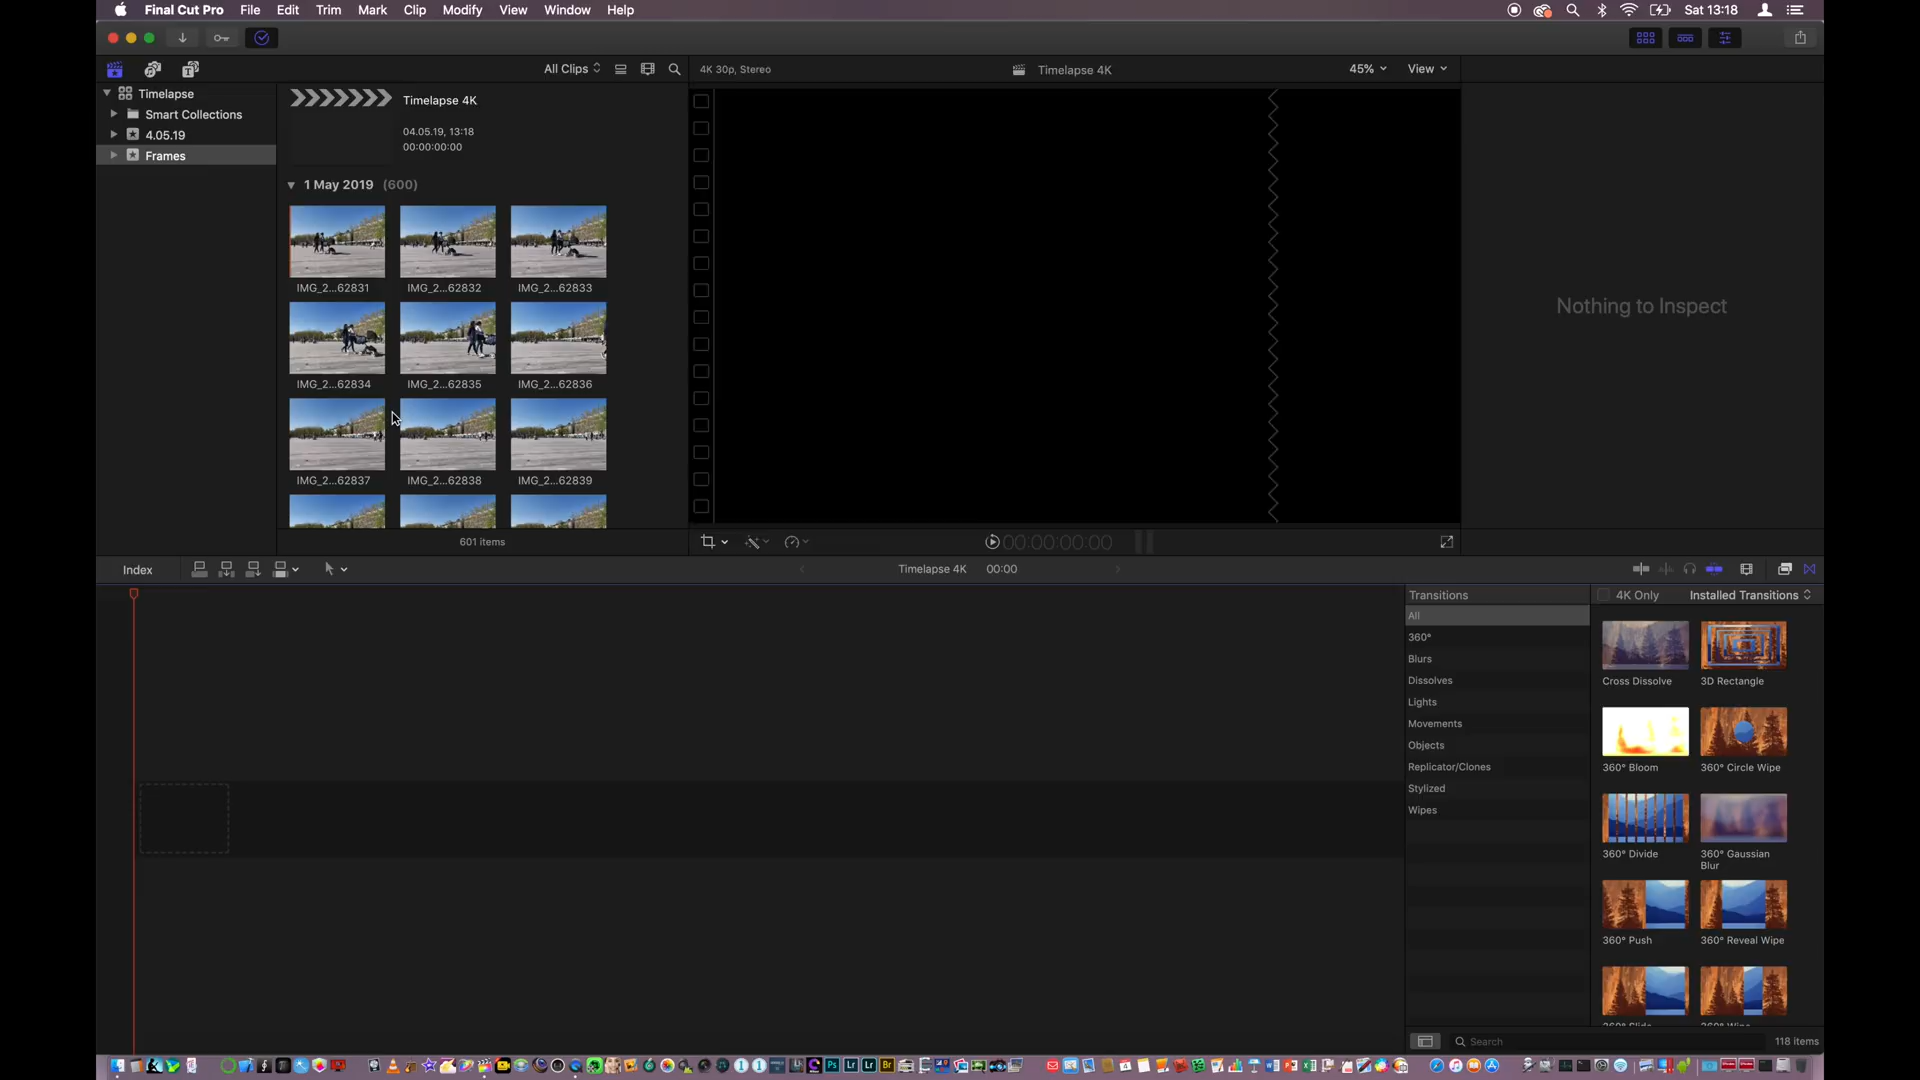 Final Cut Pro File Edit Trim Mark Clip Modify View Window Help Sat 13:18
All Clips 4K 30p, Stereo Timelapse 4K 45% View
Timelapse
Smart Collections
4.05.19
Frames
Timelapse 4K
04.05.19, 13:18
00:00:00:00
1 May 2019 (600)
IMG_2...62831 IMG_2...62832 IMG_2...62833
IMG_2...62834 IMG_2...62835 IMG_2...62836
IMG_2...62837 IMG_2...62838 IMG_2...62839
601 items
Nothing to Inspect
00:00:00:00
Index Timelapse 4K 00:00
Transitions
All
360°
Blurs
Dissolves
Lights
Movements
Objects
Replicator/Clones
Stylized
Wipes
4K Only Installed Transitions
Cross Dissolve 3D Rectangle
360° Bloom 360° Circle Wipe
360° Divide 360° Gaussian
Blur
360° Push 360° Reveal Wipe
360° Slide 360° Wipe
Search 118 items